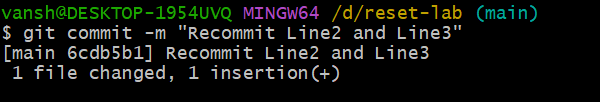 vansh@DESKTOP-1954UVQ MINGW64 /d/reset-lab (main)
$ git commit -m "Recommit Line2 and Line3"
[main 6cdb5b1] Recommit Line2 and Line3
 1 file changed, 1 insertion(+)